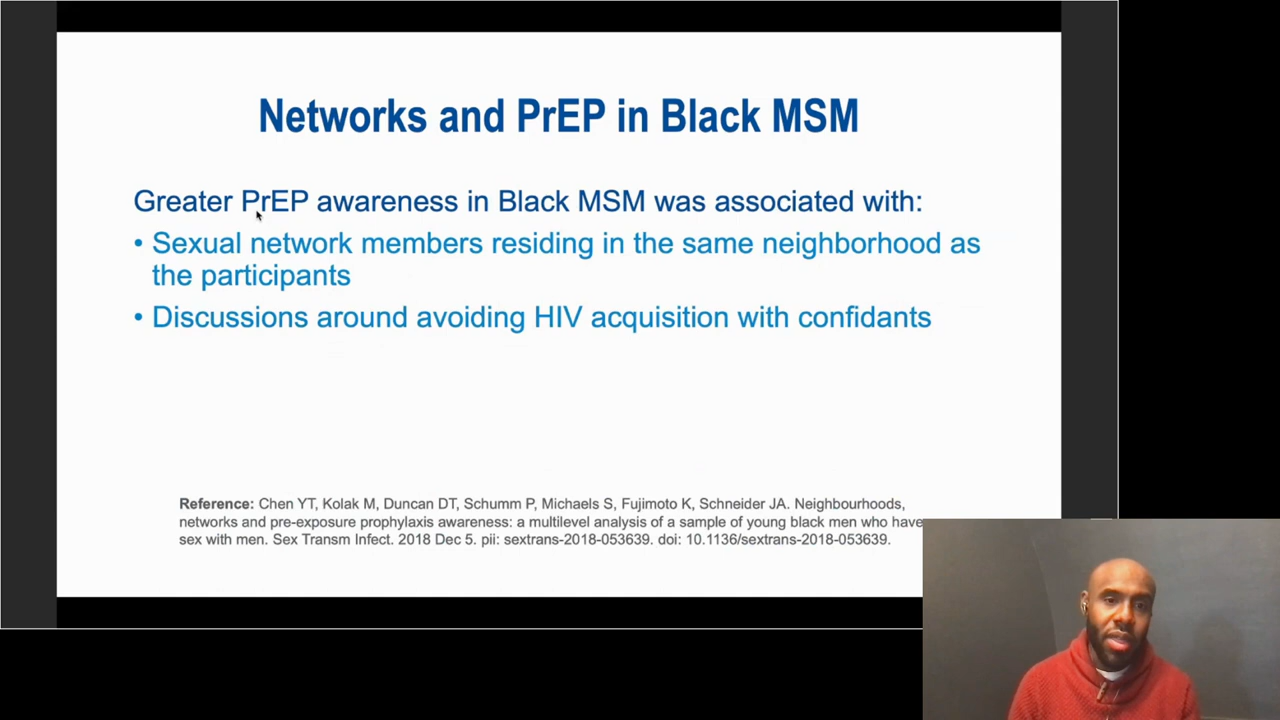 Networks and PrEP in Black MSM
Greater PrEP awareness in Black MSM was associated with:
• Sexual network members residing in the same neighborhood as
the participants
• Discussions around avoiding HIV acquisition with confidants
Reference: Chen YT, Kolak M, Duncan DT, Schumm P, Michaels S, Fujimoto K, Schneider JA. Neighbourhoods,
networks and pre-exposure prophylaxis awareness: a multilevel analysis of a sample of young black men who have
sex with men. Sex Transm Infect. 2018 Dec 5. pii: sextrans-2018-053639. doi: 10.1136/sextrans-2018-053639.